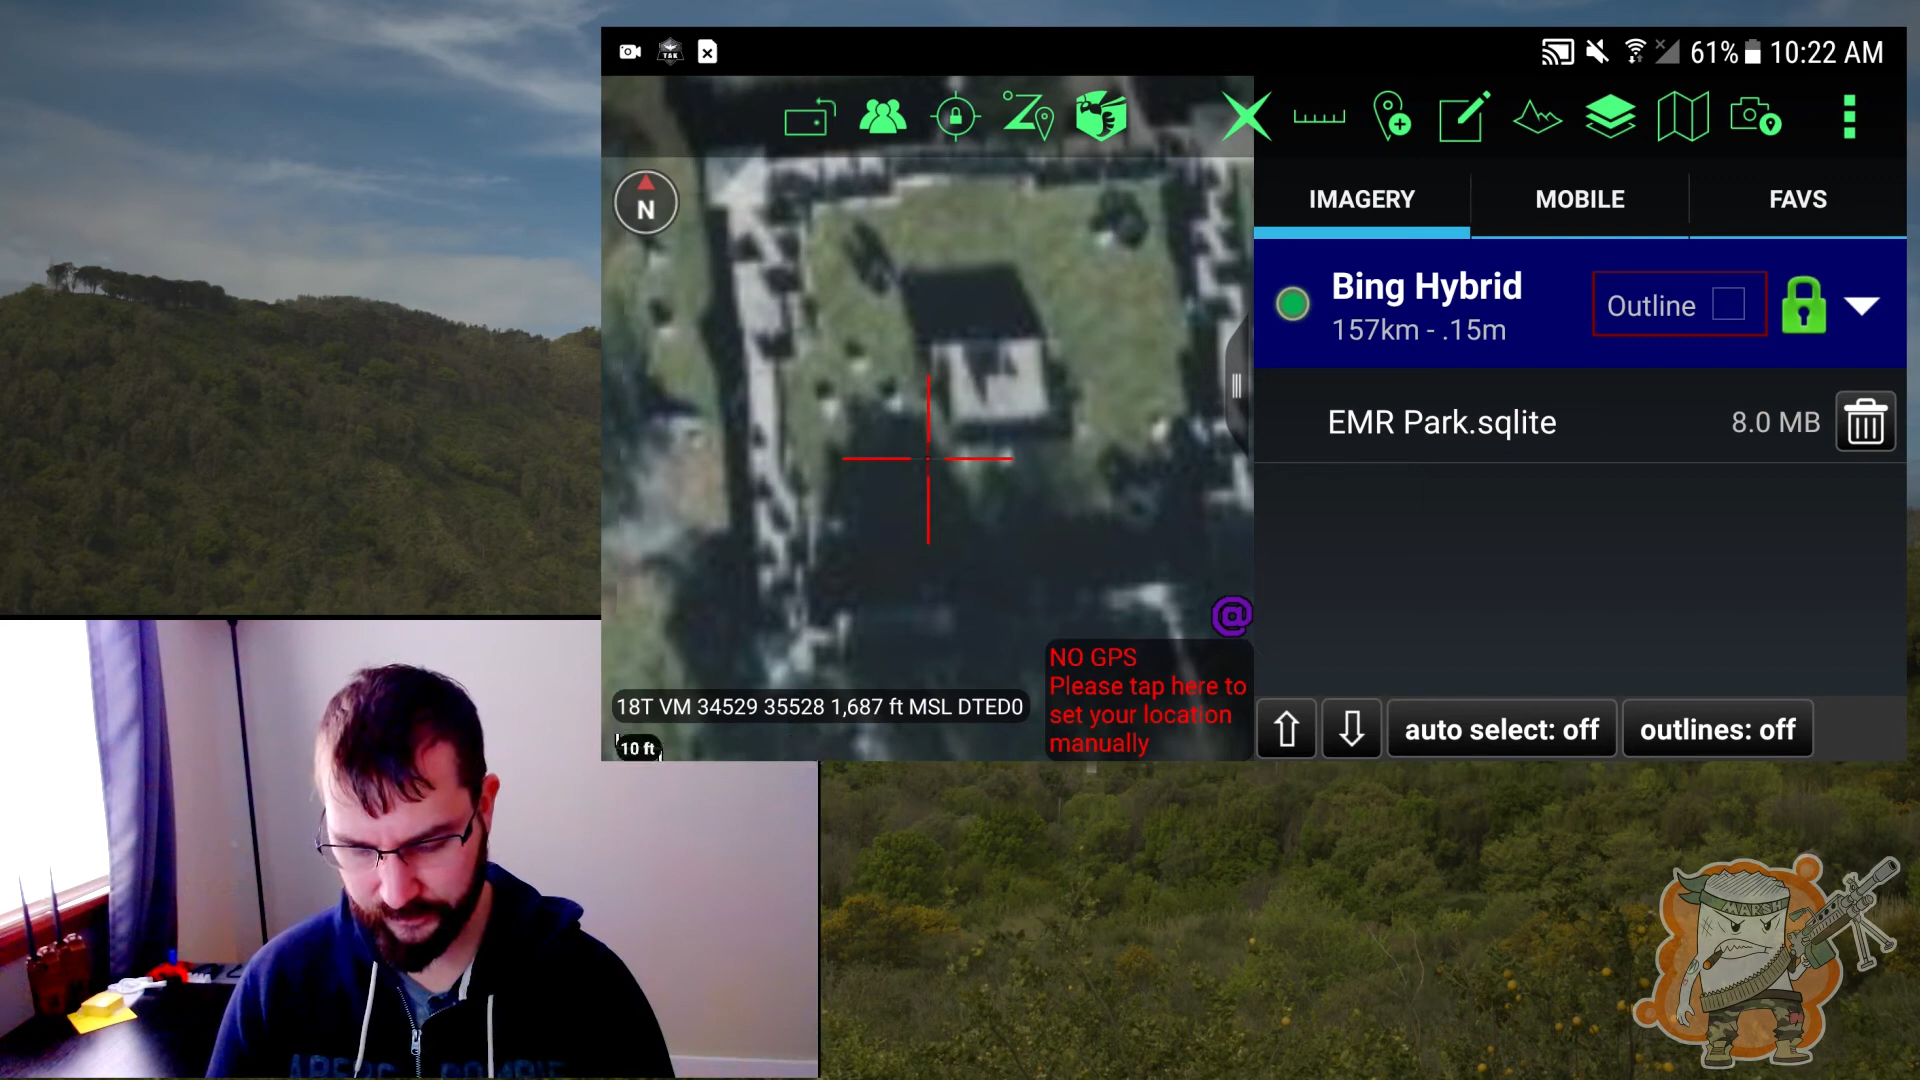 TAK
61% 10:22 AM
N
IMAGERY MOBILE FAVS
Bing Hybrid
157km - .15m
Outline
EMR Park.sqlite 8.0 MB
@
NO GPS
Please tap here to
set your location
manually
18T VM 34529 35528 1,687 ft MSL DTED0
10 ft
auto select: off outlines: off
MARSH